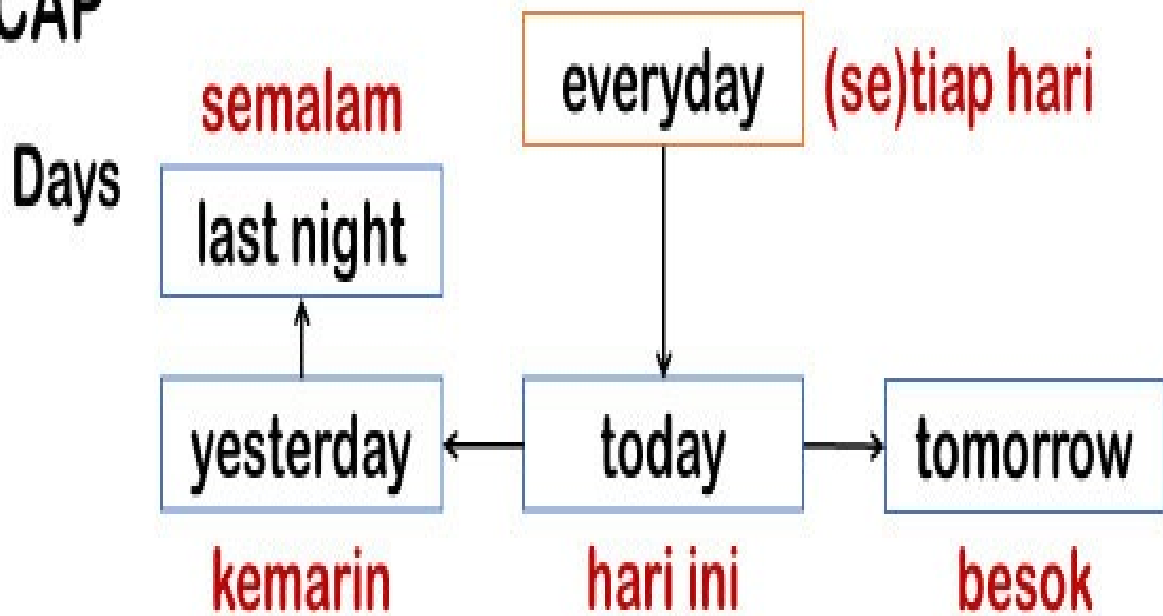 CAP
everyday (se)tiap hari
semalam
Days
last night
yesterday today tomorrow
kemarin hari ini besok